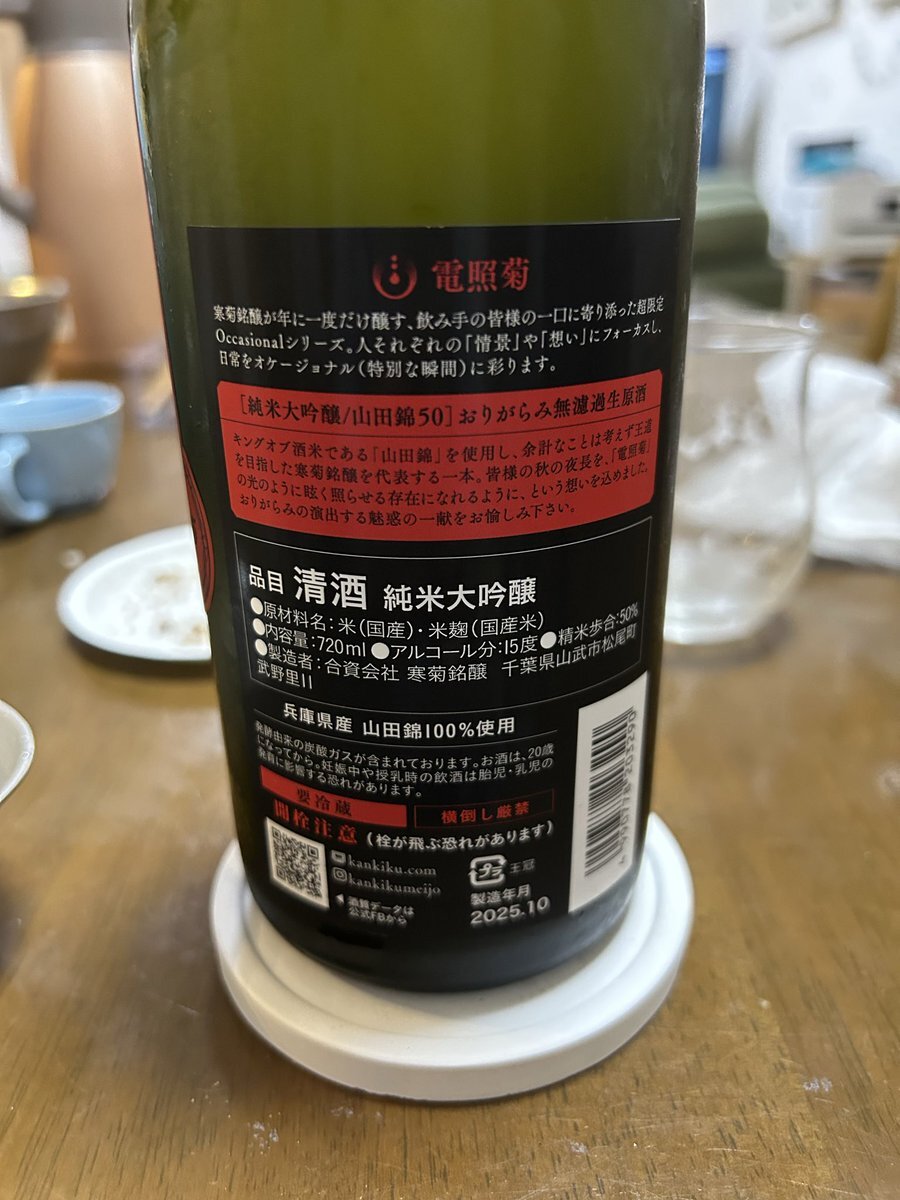 電照菊
寒菊銘醸が年に一度だけ醸す、飲み手の皆様の一口に寄り添った超限定
Occasionalシリーズ。人それぞれの「情景」や「想い」にフォーカスし、
日常をオケージョナル(特別な瞬間)に彩ります。
[純米大吟醸/山田錦50]おりがらみ無濾過生原酒
キングオブ酒米である「山田錦」を使用し、余計なことは考えず王道
を目指した寒菊銘醸を代表する一本。皆様の秋の夜長を、「電照菊」
の光のように眩く照らせる存在になれるように、という想いを込めました。
おりがらみの演出する魅惑の一献をお愉しみ下さい。
品目 清酒 純米大吟醸
●原材料名:米(国産)・米麹(国産米)
●内容量:720ml ●アルコール分:15度 ●精米歩合:50%
●製造者:合資会社 寒菊銘醸 千葉県山武市松尾町
武野里11
兵庫県産 山田錦100%使用
発酵由来の炭酸ガスが含まれております。お酒は、20歳
になってから。妊娠中や授乳時の飲酒は胎児・乳児の
発育に影響する恐れがあります。
要冷蔵 横倒し厳禁
開栓注意(栓が飛ぶ恐れがあります)
kankiku.com
kankikumeijo
酒質データは
公式FBから
プラ 王冠
製造年月
2025.10